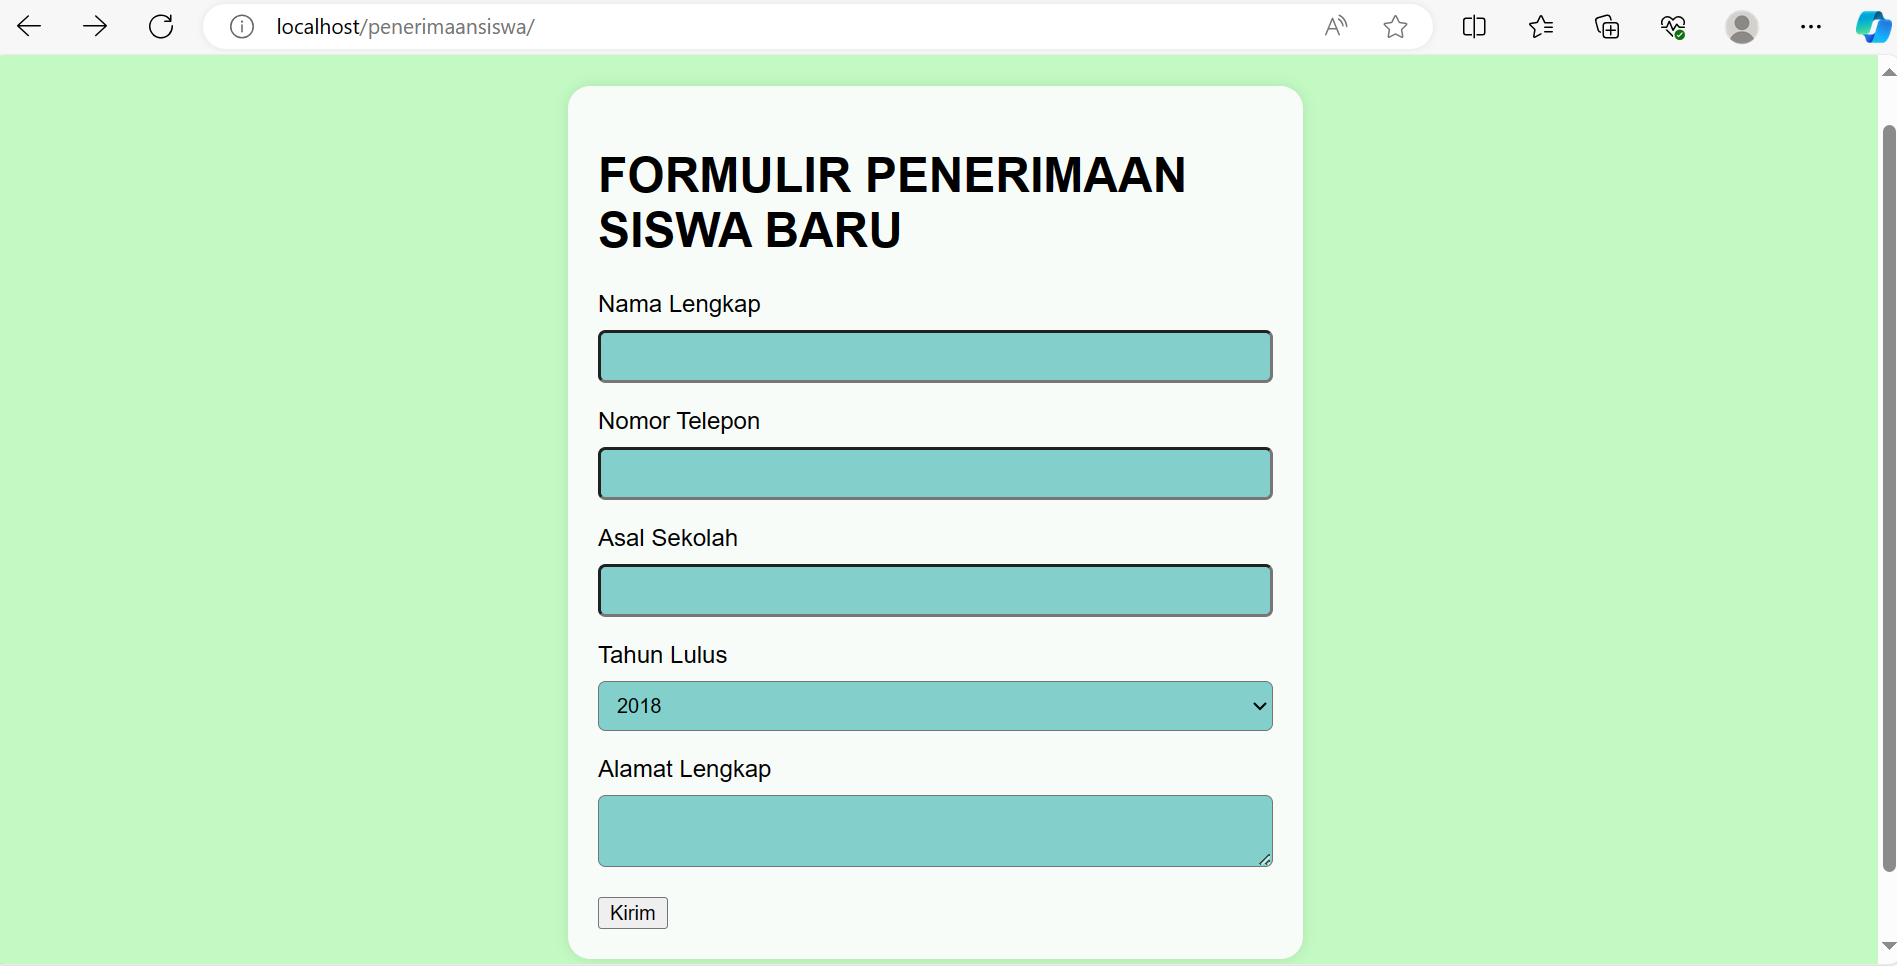 localhost/penerimaansiswa/
FORMULIR PENERIMAAN
SISWA BARU
Nama Lengkap
Nomor Telepon
Asal Sekolah
Tahun Lulus
2018
Alamat Lengkap
Kirim